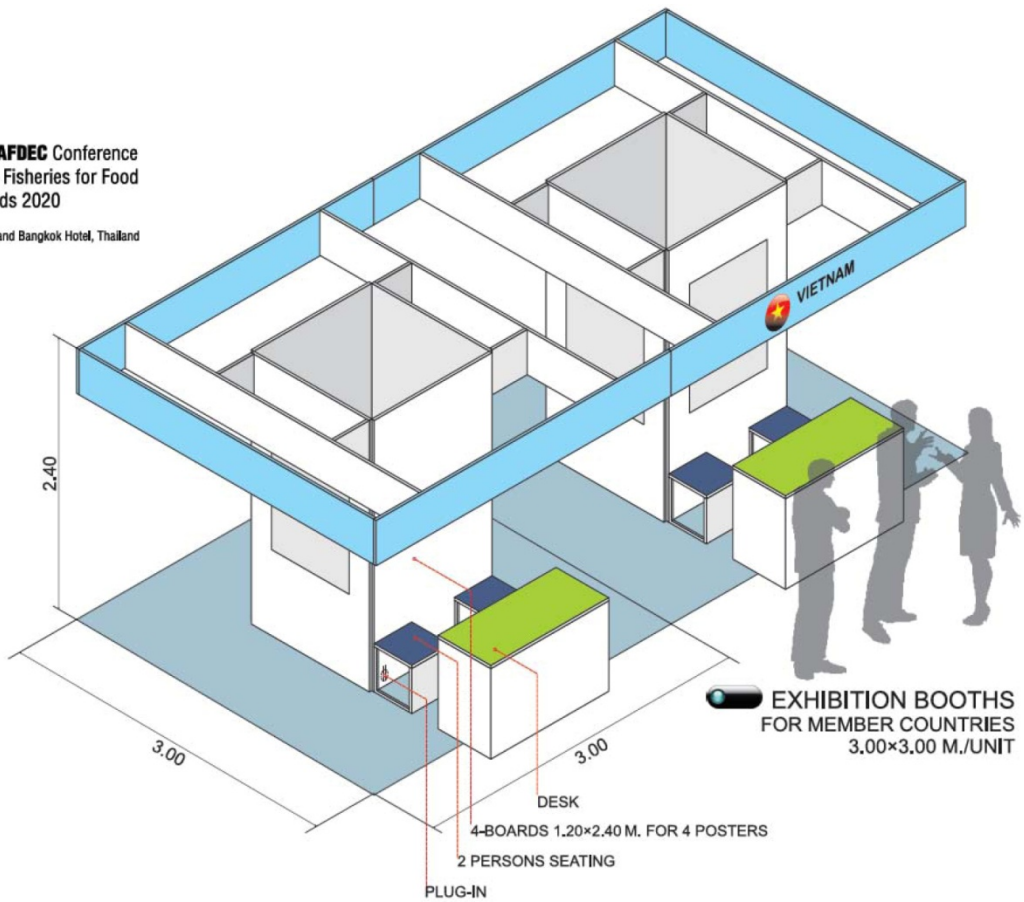 AFDEC Conference
Fisheries for Food
ds 2020
and Bangkok Hotel, Thailand
VIETNAM
2.40
3.00
3.00
EXHIBITION BOOTHS
FOR MEMBER COUNTRIES
3.00×3.00 M./UNIT
DESK
4-BOARDS 1.20×2.40 M. FOR 4 POSTERS
2 PERSONS SEATING
PLUG-IN